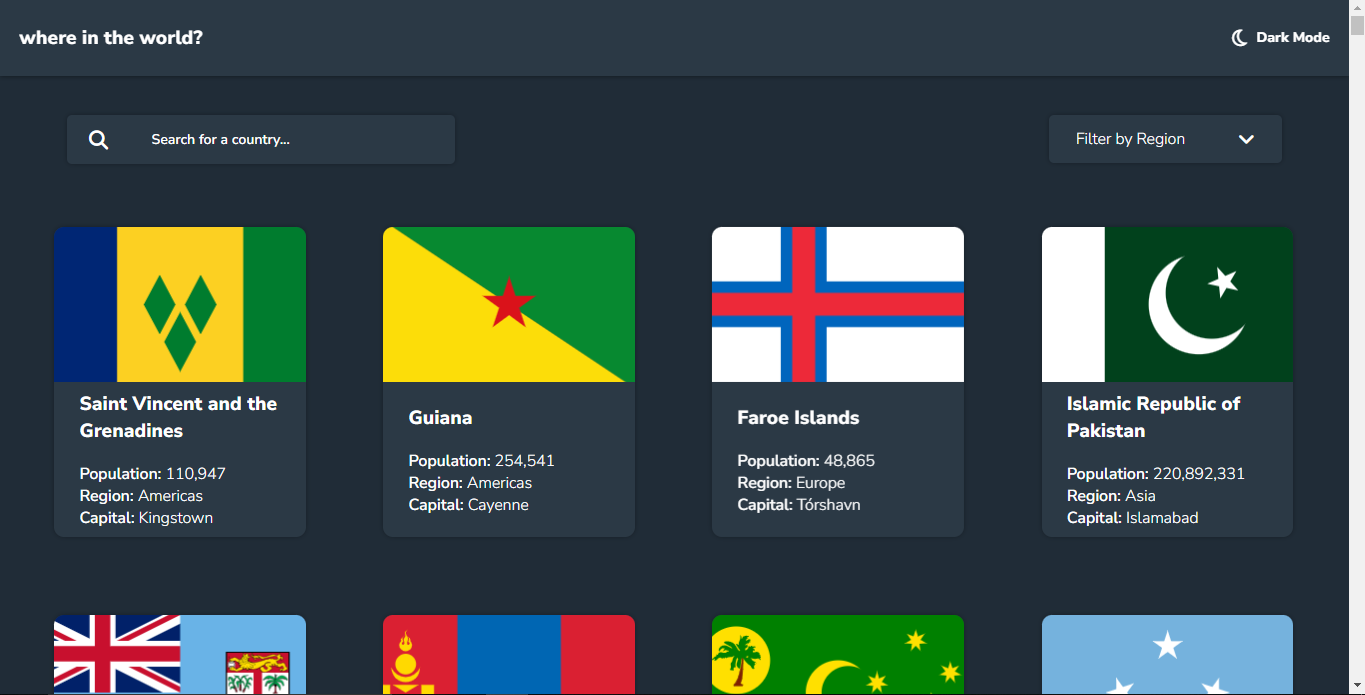 where in the world?
Dark Mode
Search for a country...
Filter by Region
Saint Vincent and the
Grenadines
Population: 110,947
Region: Americas
Capital: Kingstown
Guiana
Population: 254,541
Region: Americas
Capital: Cayenne
Faroe Islands
Population: 48,865
Region: Europe
Capital: Tórshavn
Islamic Republic of
Pakistan
Population: 220,892,331
Region: Asia
Capital: Islamabad